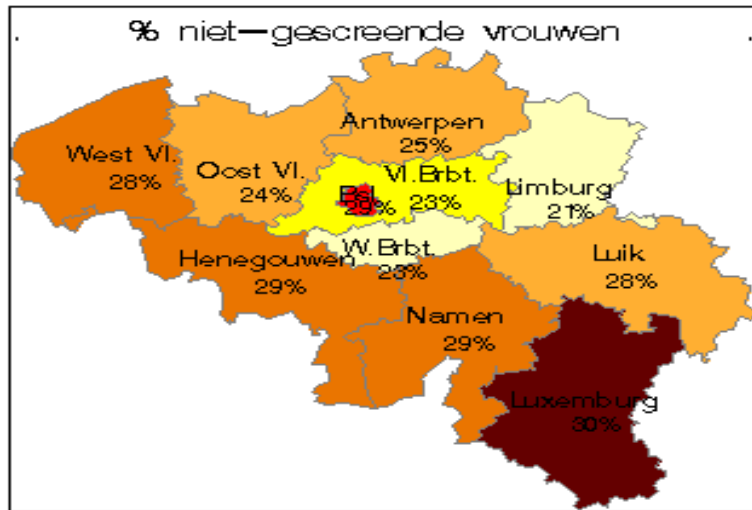 % niet-gescreende vrouwen
Antwerpen
25%
West Vl.
28%
Oost Vl.
24%
Vl.Brbt.
23%
Limburg
21%
29%
W.Brbt.
23%
Henegouwen
29%
Luik
28%
Namen
29%
Luxemburg
30%